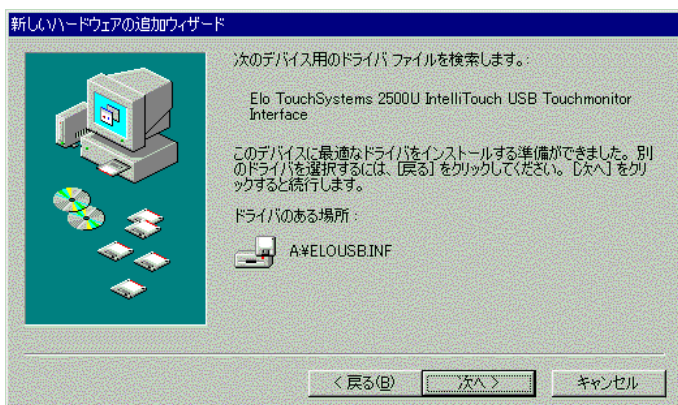 新しいハードウェアの追加ウィザード
次のデバイス用のドライバ ファイルを検索します。:
Elo TouchSystems 2500U IntelliTouch USB Touchmonitor
Interface
このデバイスに最適なドライバをインストールする準備ができました。別
のドライバを選択するには、[戻る] をクリックしてください。[次へ] をクリ
ックすると続行します。
ドライバのある場所:
A:¥ELOUSB.INF
< 戻る(B)
次へ >
キャンセル